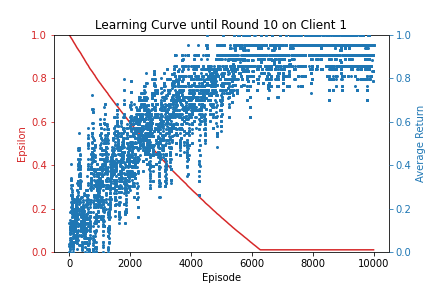 Learning Curve until Round 10 on Client 1
1.0
0.8
0.6
0.4
0.2
0.0
Epsilon
1.0
0.8
0.6
0.4
0.2
0.0
Average Return
0 2000 4000 6000 8000 10000
Episode